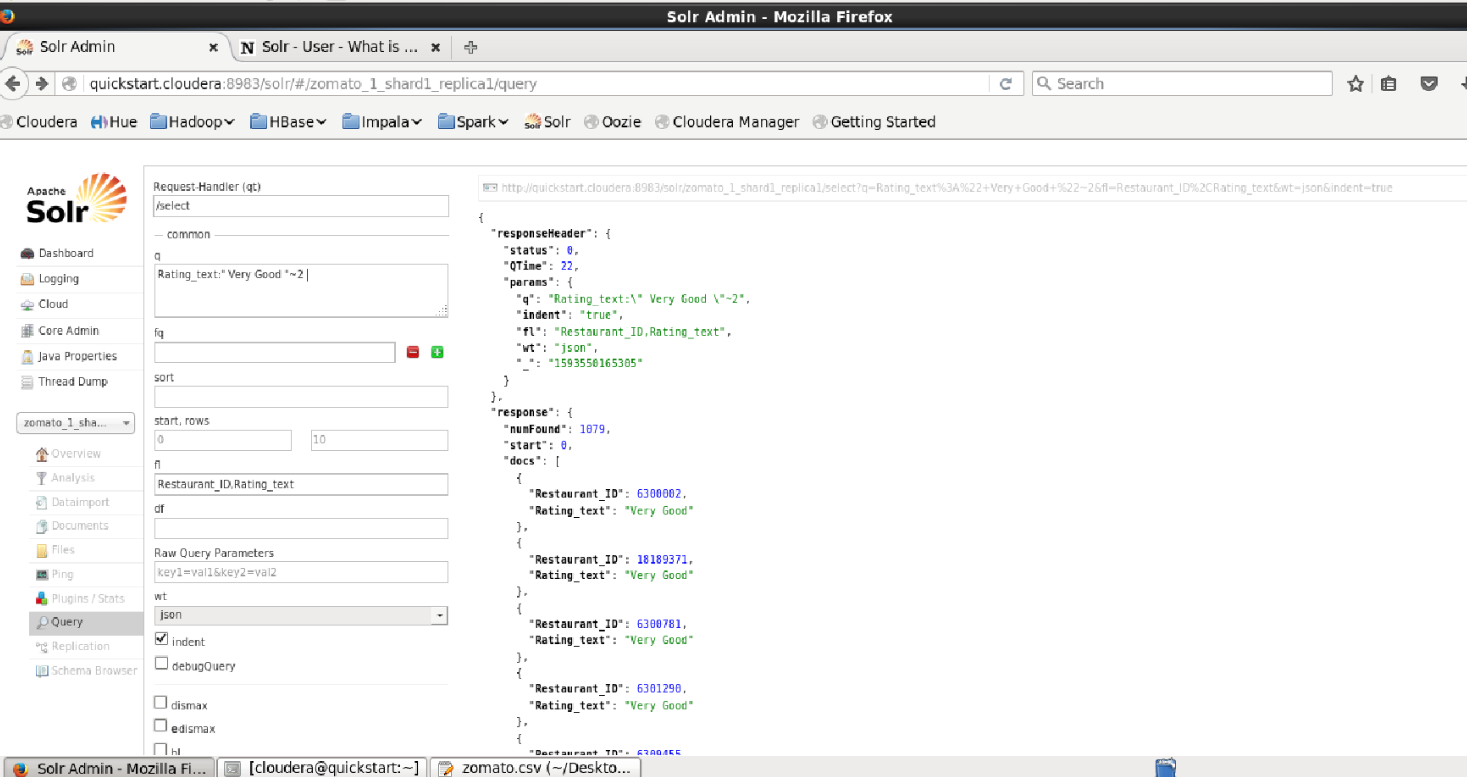 Solr Admin - Mozilla Firefox
Solr Admin
Solr - User - What is ...
quickstart.cloudera:8983/solr/#/zomato_1_shard1_replica1/query
Search
Cloudera Hue Hadoop HBase Impala Spark Solr Oozie Cloudera Manager Getting Started
Apache
Solr
Dashboard
Logging
Cloud
Core Admin
Java Properties
Thread Dump
zomato_1_sha...
Overview
Analysis
Dataimport
Documents
Files
Ping
Plugins / Stats
Query
Replication
Schema Browser
Request-Handler (qt)
/select
common
q
Rating_text:" Very Good "~2
fq
sort
start, rows
0
10
fl
Restaurant_ID,Rating_text
df
Raw Query Parameters
key1=val1&key2=val2
wt
json
indent
debugQuery
dismax
edismax
hl
http://quickstart.cloudera:8983/solr/zomato_1_shard1_replica1/select?q=Rating_text%3A%22+Very+Good+%22~2&fl=Restaurant_ID%2CRating_text&wt=json&indent=true
{
"responseHeader": {
"status": 0,
"QTime": 22,
"params": {
"q": "Rating_text:\" Very Good \"~2",
"indent": "true",
"fl": "Restaurant_ID,Rating_text",
"wt": "json",
"_": "1593550165305"
}
},
"response": {
"numFound": 1079,
"start": 0,
"docs": [
{
"Restaurant_ID": 6300002,
"Rating_text": "Very Good"
},
{
"Restaurant_ID": 18189371,
"Rating_text": "Very Good"
},
{
"Restaurant_ID": 6300781,
"Rating_text": "Very Good"
},
{
"Restaurant_ID": 6301290,
"Rating_text": "Very Good"
},
{
"Restaurant_ID": 6309455,
Solr Admin - Mozilla Fi...
[cloudera@quickstart:~]
zomato.csv (~/Deskto...